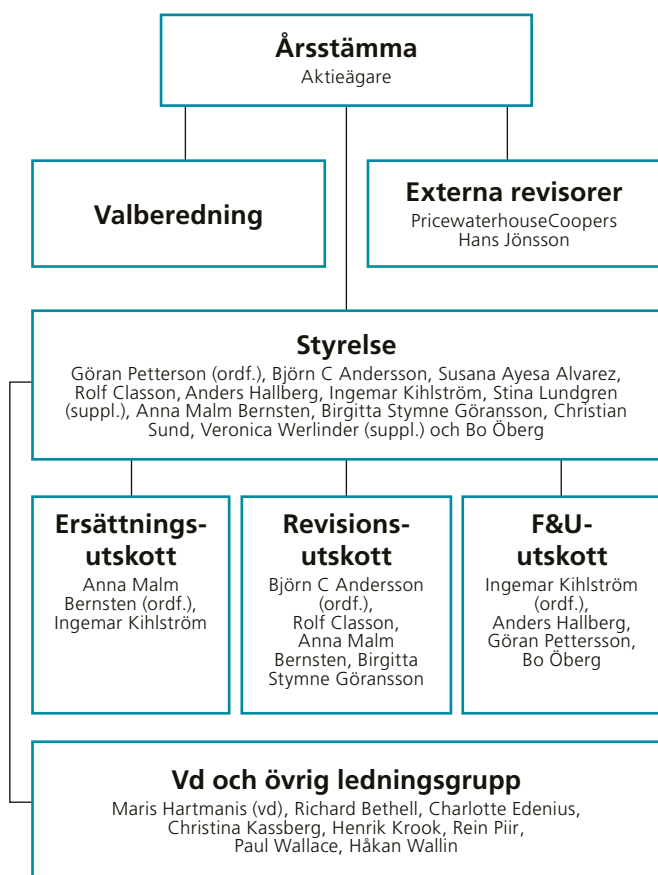 Årsstämma
Aktieägare
Valberedning
Externa revisorer
PricewaterhouseCoopers
Hans Jönsson
Styrelse
Göran Petterson (ordf.), Björn C Andersson, Susana Ayesa Alvarez,
Rolf Classon, Anders Hallberg, Ingemar Kihlström, Stina Lundgren
(suppl.), Anna Malm Bernsten, Birgitta Stymne Göransson, Christian
Sund, Veronica Werlinder (suppl.) och Bo Öberg
Ersättnings-
utskott
Anna Malm
Bernsten (ordf.),
Ingemar Kihlström
Revisions-
utskott
Björn C Andersson
(ordf.),
Rolf Classon,
Anna Malm
Bernsten, Birgitta
Stymne Göransson
F&U-
utskott
Ingemar Kihlström
(ordf.),
Anders Hallberg,
Göran Pettersson,
Bo Öberg
Vd och övrig ledningsgrupp
Maris Hartmanis (vd), Richard Bethell, Charlotte Edenius,
Christina Kassberg, Henrik Krook, Rein Piir,
Paul Wallace, Håkan Wallin